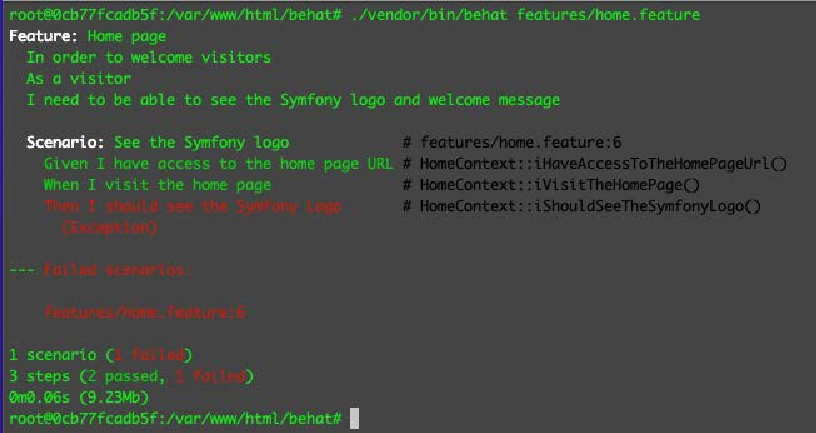 root@0cb77fcadb5f:/var/www/html/behat# ./vendor/bin/behat features/home.feature
Feature: Home page
  In order to welcome visitors
  As a visitor
  I need to be able to see the Symfony logo and welcome message

  Scenario: See the Symfony logo             # features/home.feature:6
    Given I have access to the home page URL # HomeContext::iHaveAccessToTheHomePageUrl()
    When I visit the home page               # HomeContext::iVisitTheHomePage()
    Then I should see the Symfony Logo       # HomeContext::iShouldSeeTheSymfonyLogo()
      (Exception)

--- Failed scenarios:

    features/home.feature:6

1 scenario (1 failed)
3 steps (2 passed, 1 failed)
0m0.06s (9.23Mb)
root@0cb77fcadb5f:/var/www/html/behat#